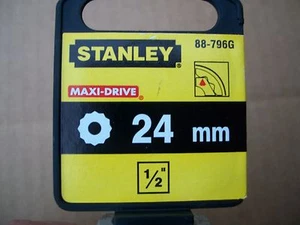 STANLEY
88-796G
MAXI-DRIVE
24 mm
1/2"